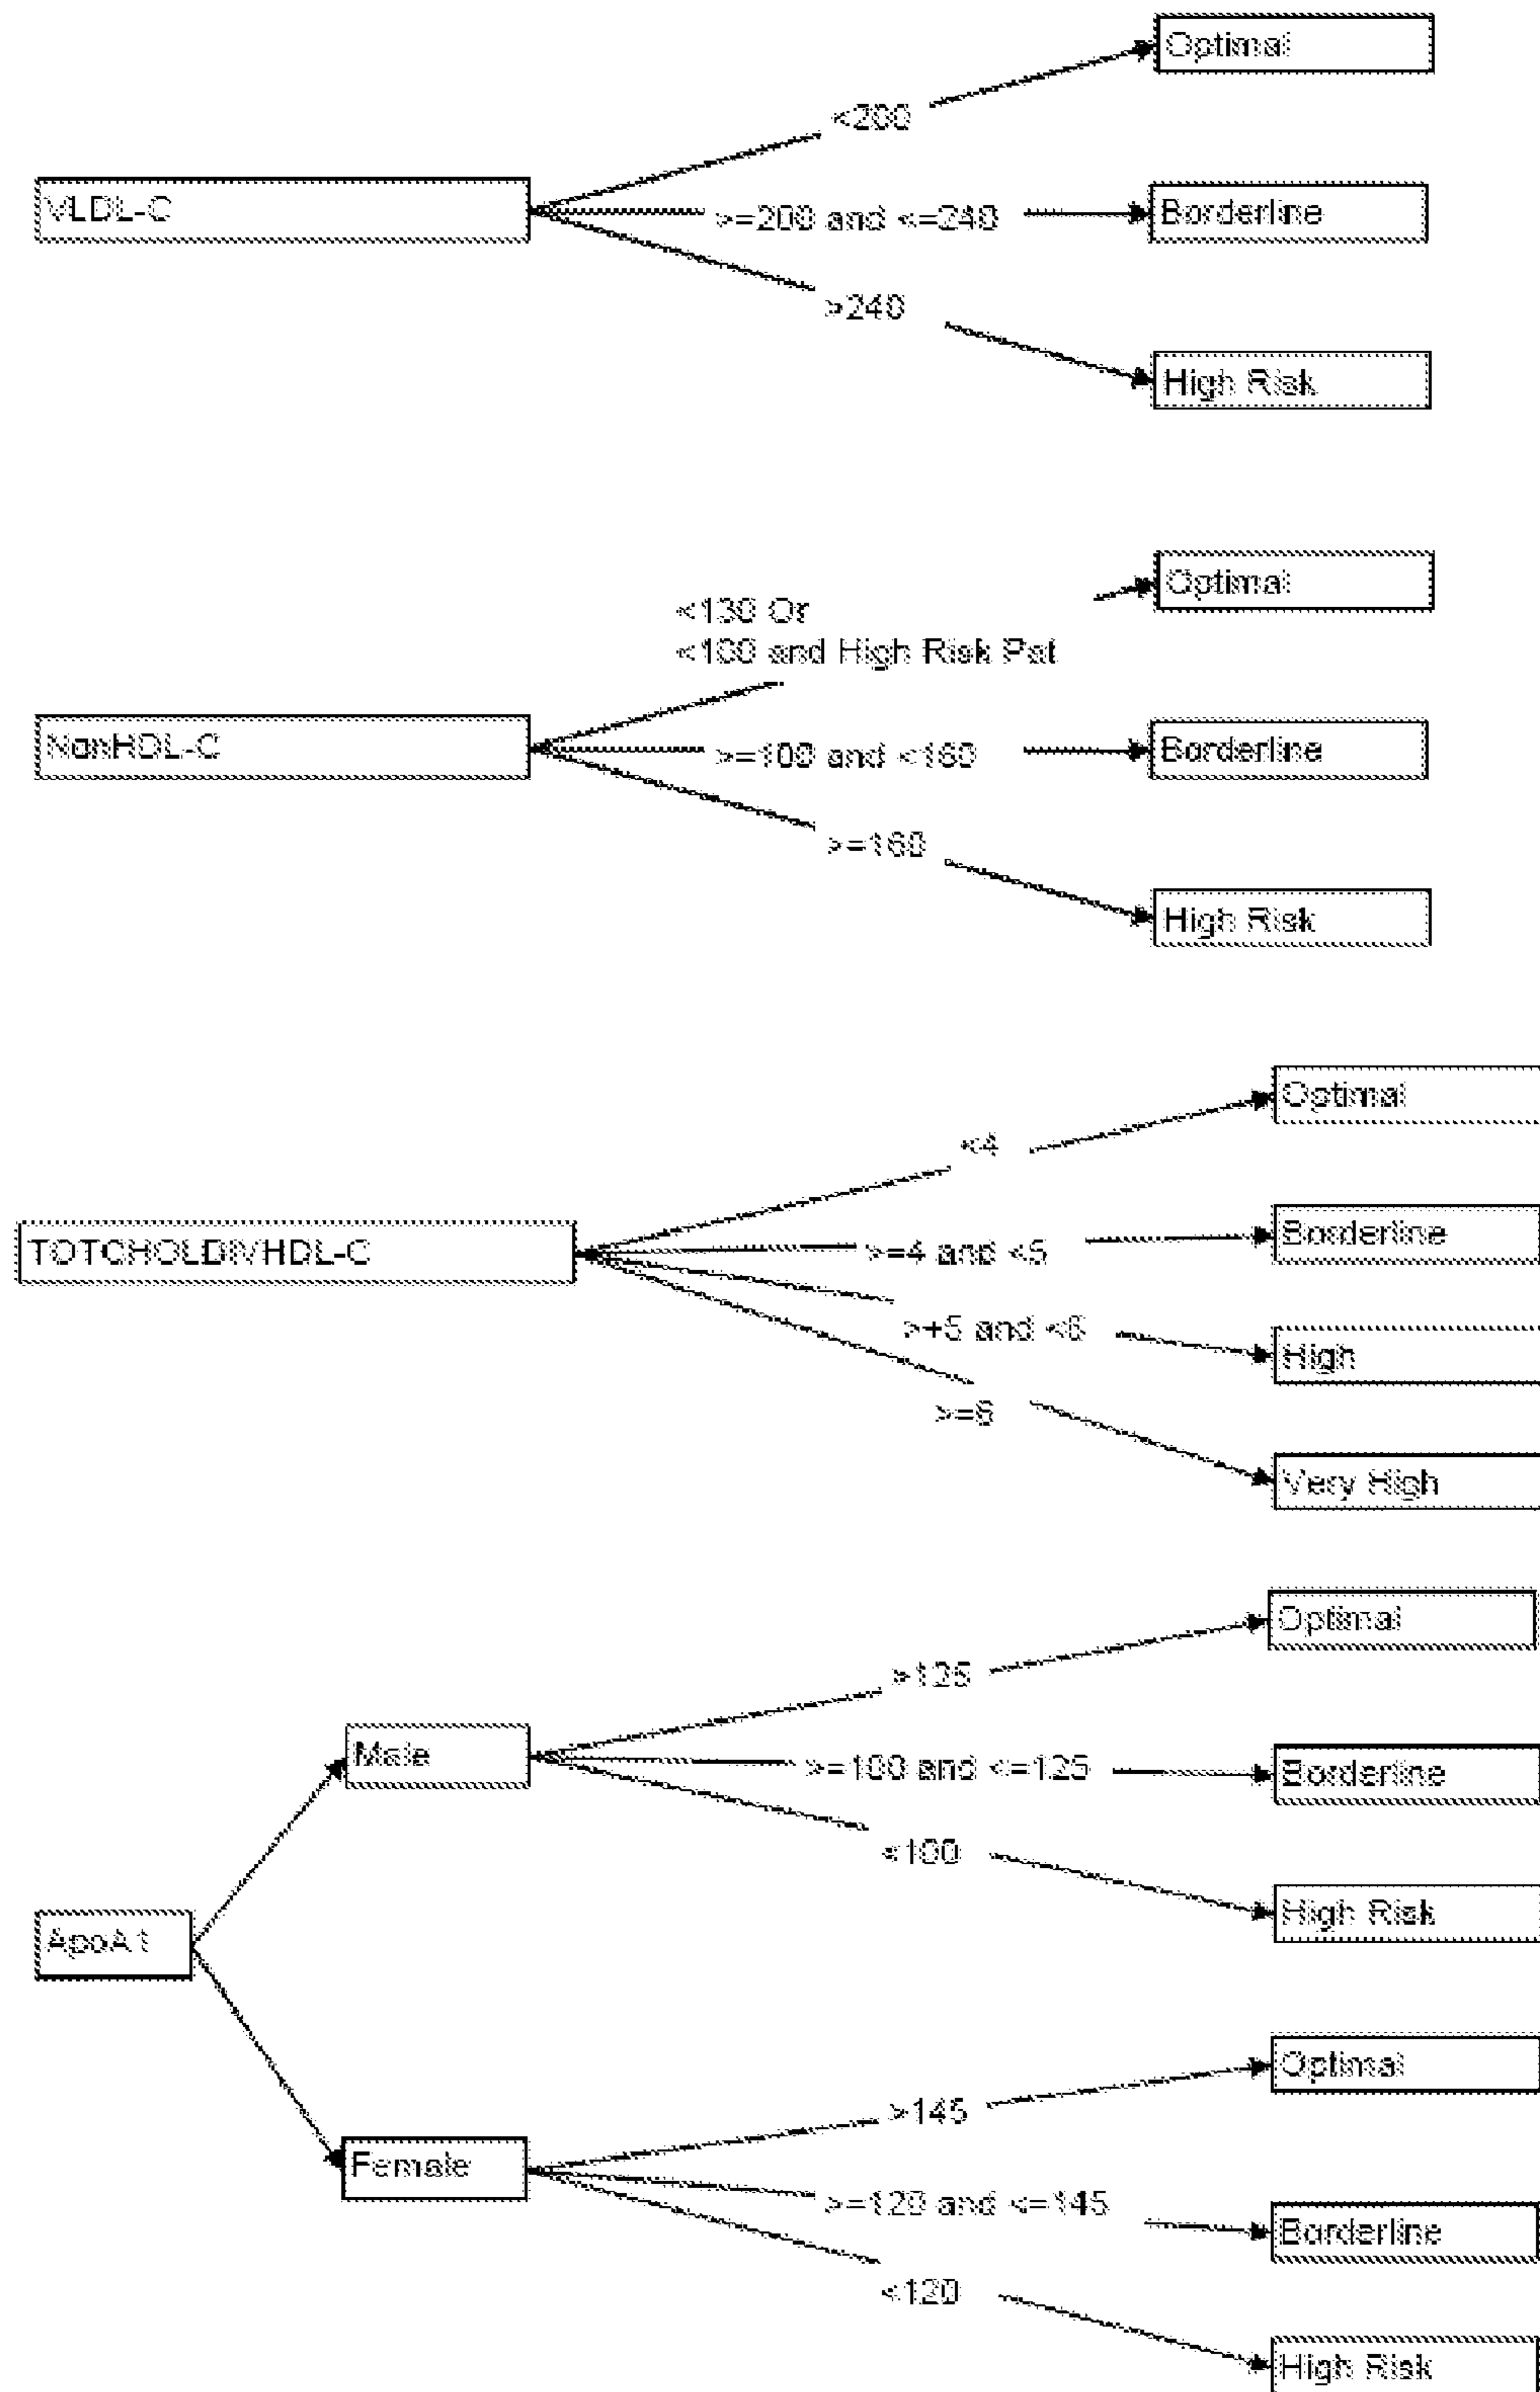 Optimal
<200
VLDL-C
>=200 and <=240
Borderline
>240
High Risk
Optimal
<130 Or
<100 and High Risk Pat
NonHDL-C
>=100 and <160
Borderline
>=160
High Risk
Optimal
<4
Borderline
TOTCHOLDIV/HDL-C
>=4 and <5
>+5 and <6
High
>=6
Very High
Optimal
>125
Male
>=100 and <=125
Borderline
<100
High Risk
ApoA1
Optimal
>145
Female
>=120 and <=145
Borderline
<120
High Risk